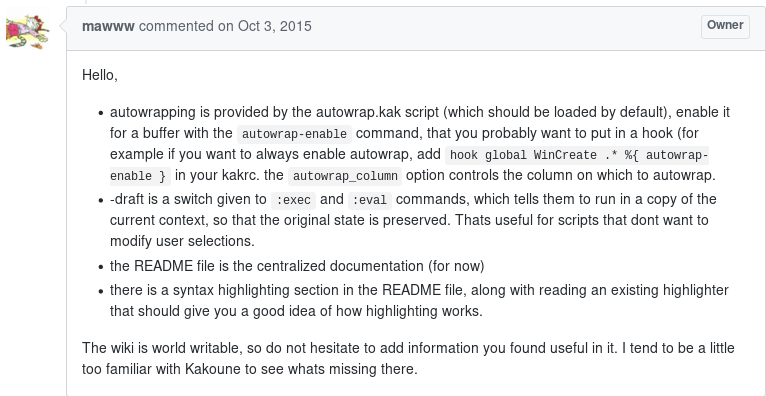 mawww commented on Oct 3, 2015 Owner
Hello,
• autowrapping is provided by the autowrap.kak script (which should be loaded by default), enable it
for a buffer with the autowrap-enable command, that you probably want to put in a hook (for
example if you want to always enable autowrap, add hook global WinCreate .* %{ autowrap-
enable } in your kakrc. the autowrap_column option controls the column on which to autowrap.
• -draft is a switch given to :exec and :eval commands, which tells them to run in a copy of the
current context, so that the original state is preserved. Thats useful for scripts that dont want to
modify user selections.
• the README file is the centralized documentation (for now)
• there is a syntax highlighting section in the README file, along with reading an existing highlighter
that should give you a good idea of how highlighting works.
The wiki is world writable, so do not hesitate to add information you found useful in it. I tend to be a little
too familiar with Kakoune to see whats missing there.